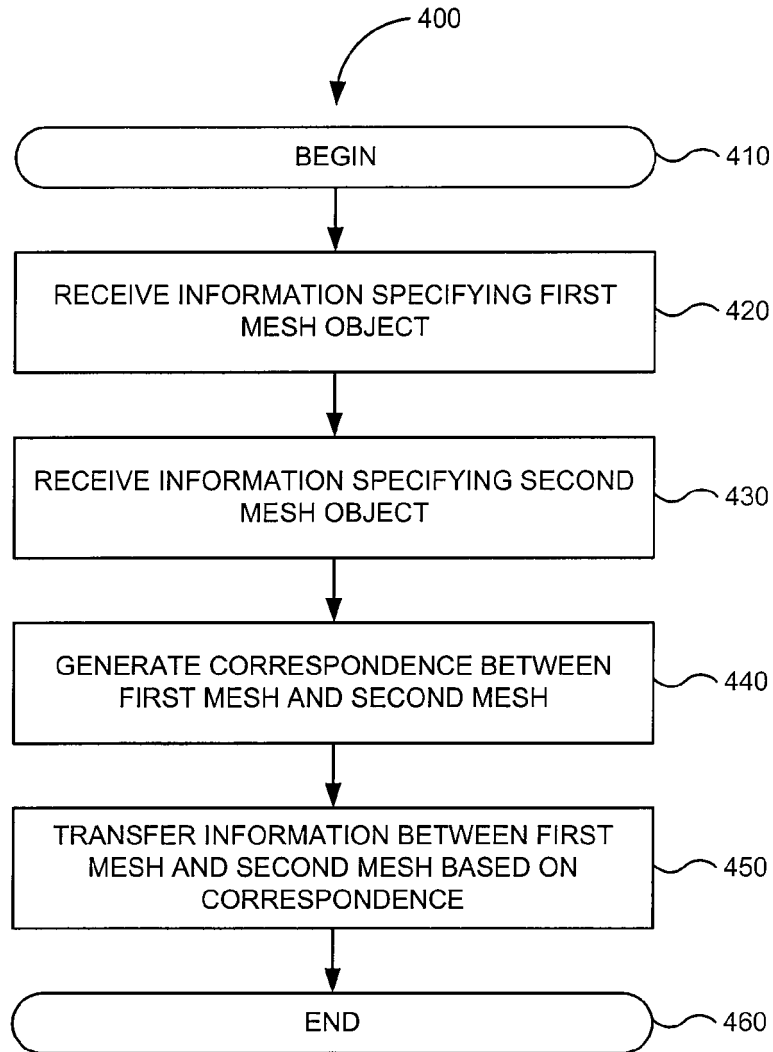 400
BEGIN
410
RECEIVE INFORMATION SPECIFYING FIRST
MESH OBJECT
420
RECEIVE INFORMATION SPECIFYING SECOND
MESH OBJECT
430
GENERATE CORRESPONDENCE BETWEEN
FIRST MESH AND SECOND MESH
440
TRANSFER INFORMATION BETWEEN FIRST
MESH AND SECOND MESH BASED ON
CORRESPONDENCE
450
END
460